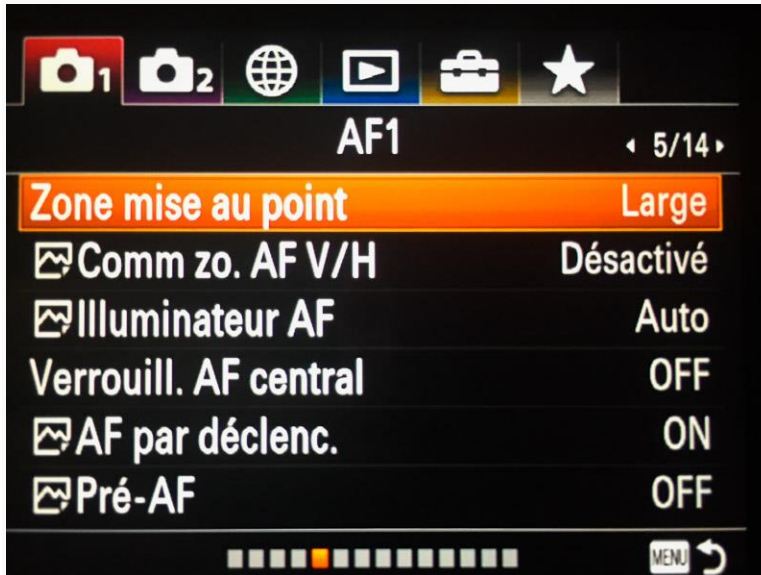 1 2
AF1
5/14
Zone mise au point Large
Comm zo. AF V/H Désactivé
Illuminateur AF Auto
Verrouill. AF central OFF
AF par déclenc. ON
Pré-AF OFF
MENU